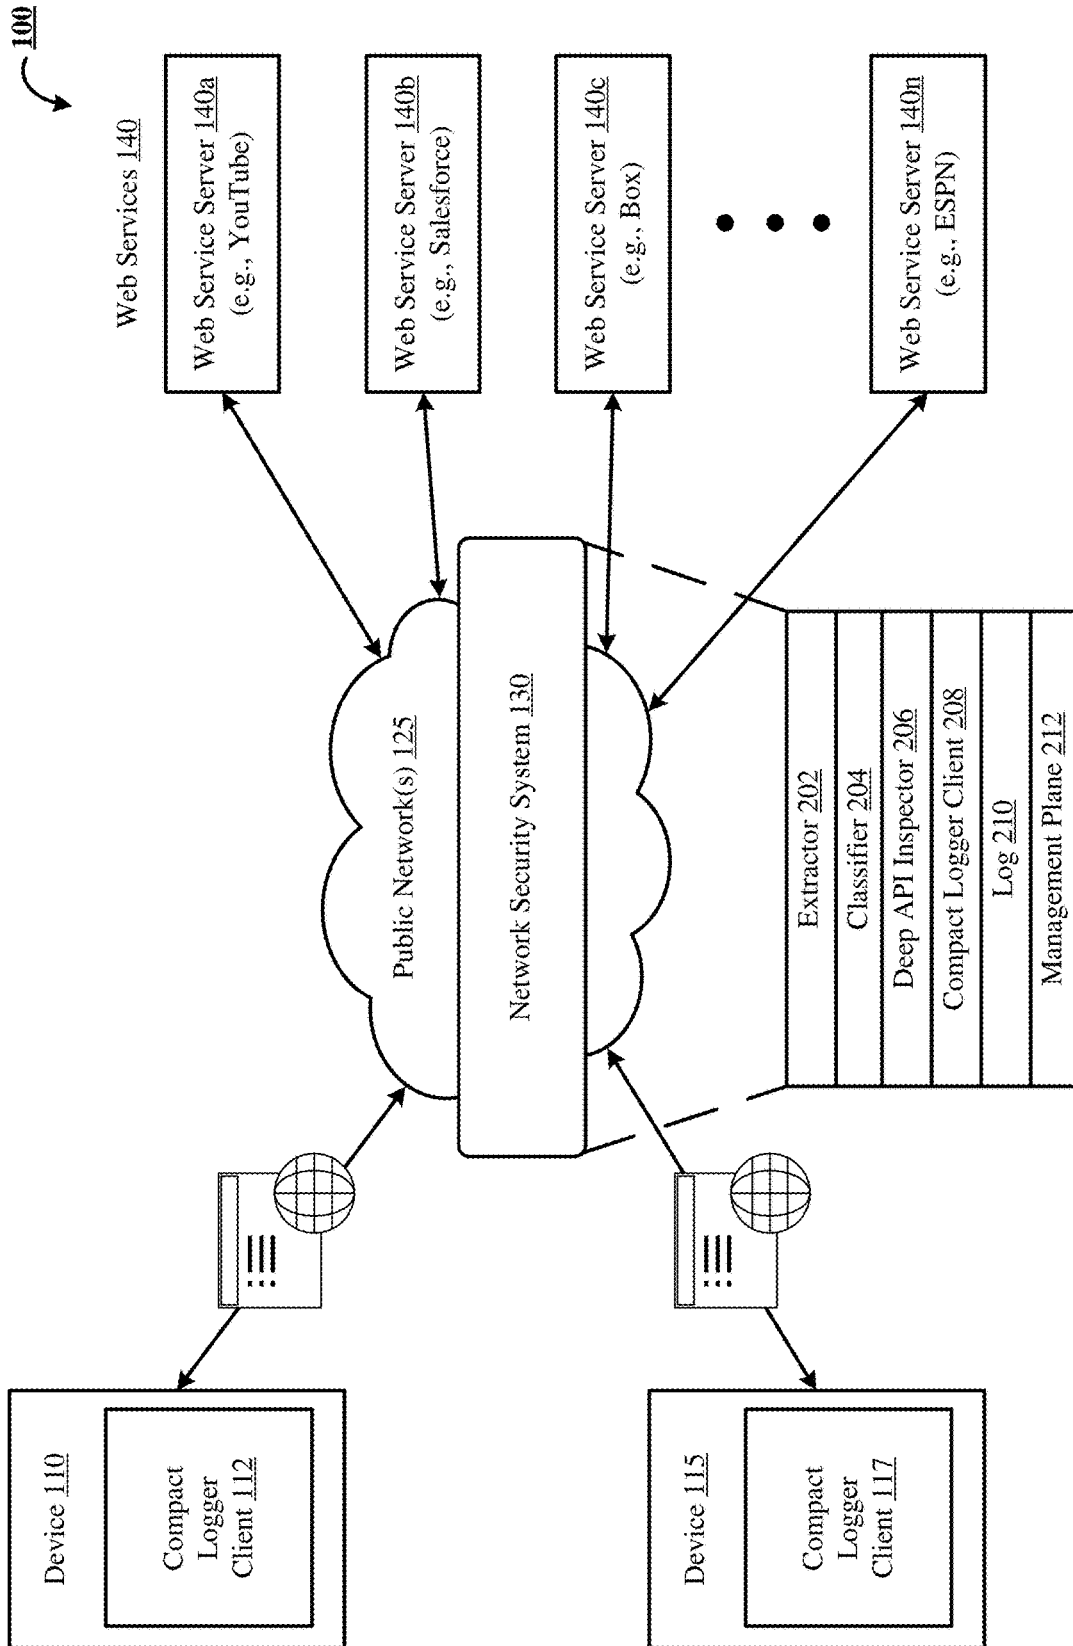 100
Device 110
Compact
Logger
Client 112
Device 115
Compact
Logger
Client 117
Public Network(s) 125
Network Security System 130
Extractor 202
Classifier 204
Deep API Inspector 206
Compact Logger Client 208
Log 210
Management Plane 212
Web Services 140
Web Service Server 140a
(e.g., YouTube)
Web Service Server 140b
(e.g., Salesforce)
Web Service Server 140c
(e.g., Box)
Web Service Server 140n
(e.g., ESPN)